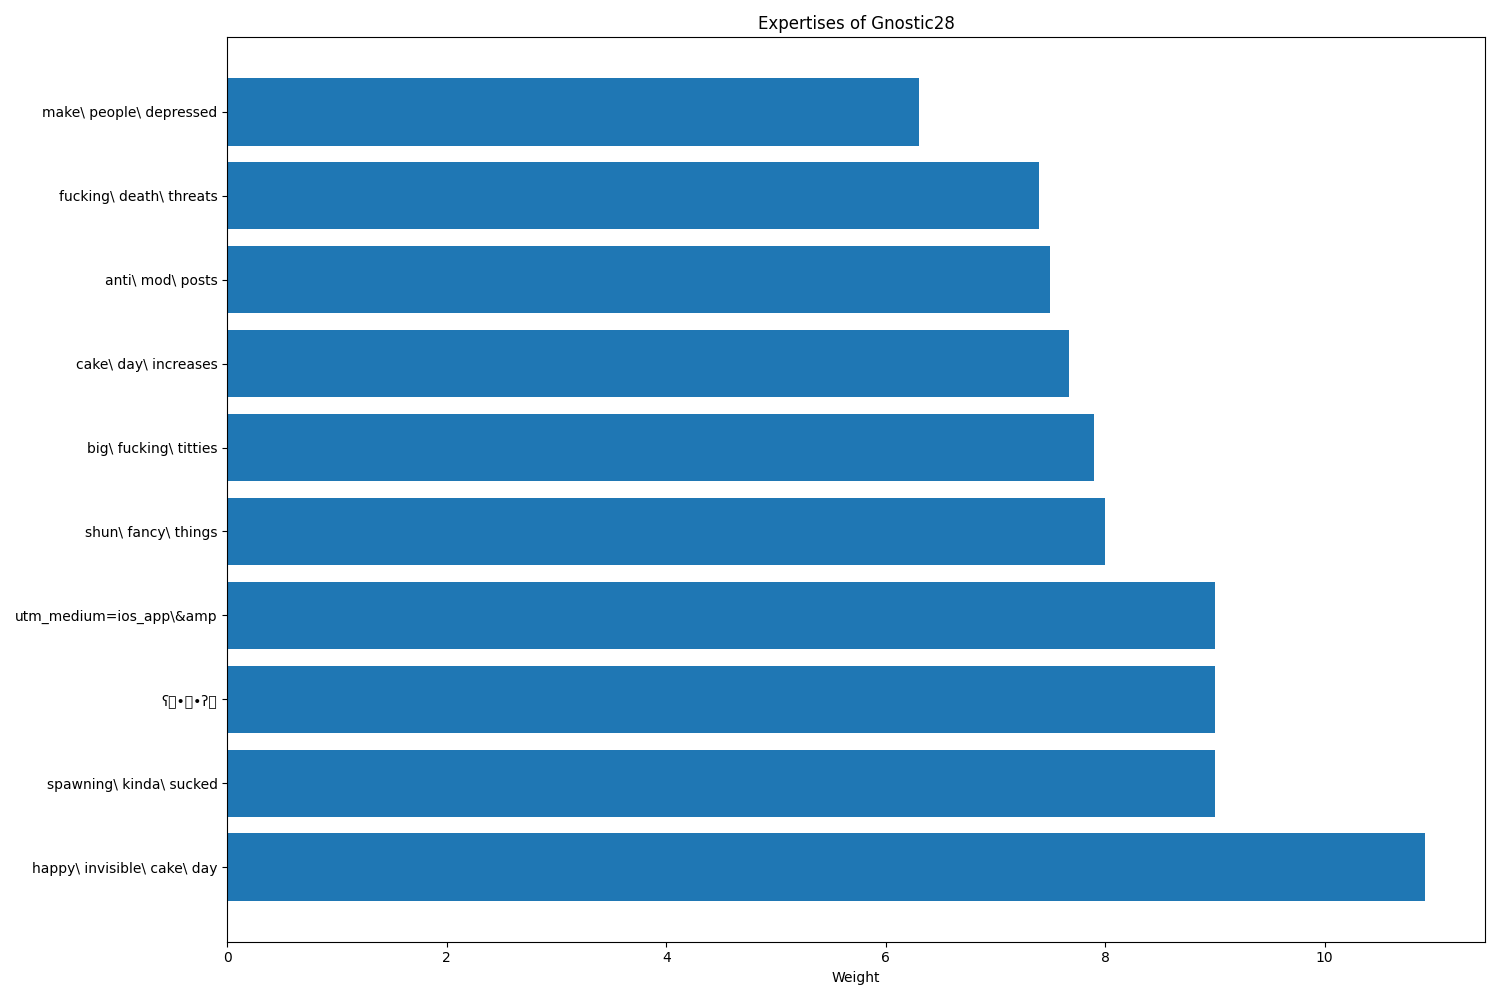 Expertises of Gnostic28
make\ people\ depressed
fucking\ death\ threats
anti\ mod\ posts
cake\ day\ increases
big\ fucking\ titties
shun\ fancy\ things
utm_medium=ios_app\&amp
ʕ••ʔ
spawning\ kinda\ sucked
happy\ invisible\ cake\ day
0 2 4 6 8 10
Weight